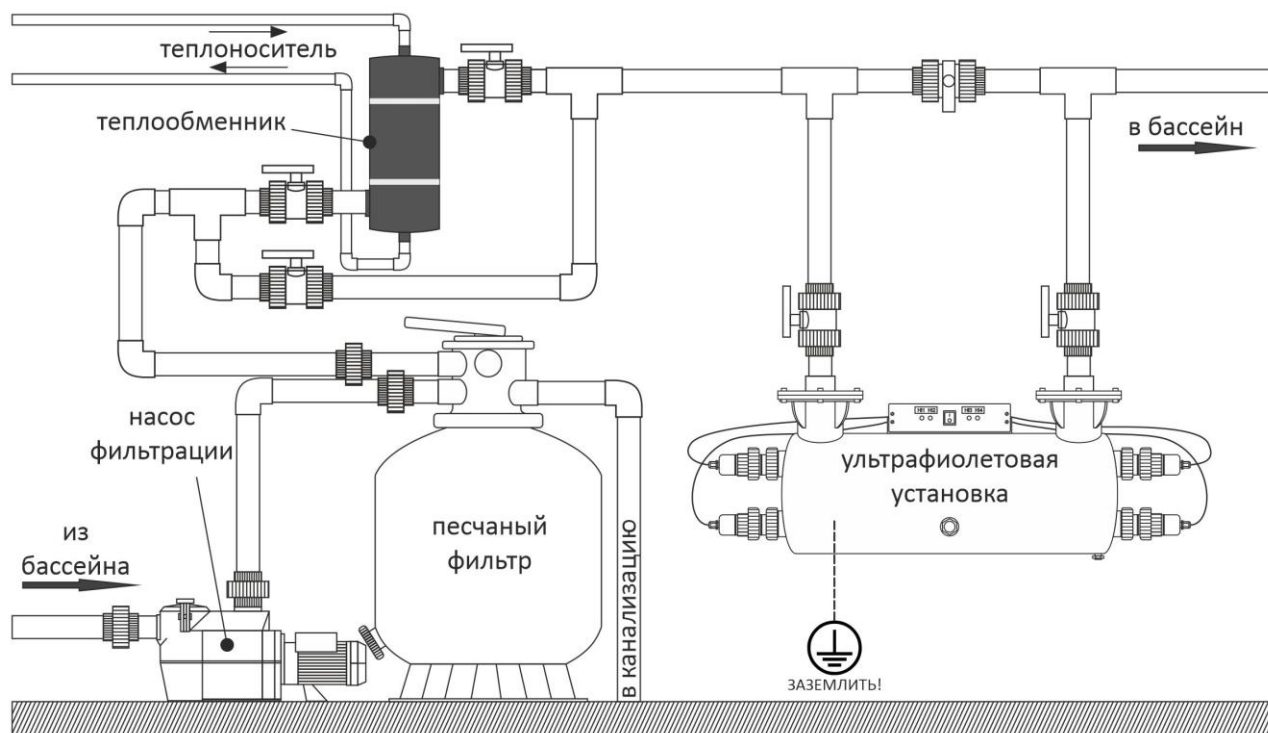 теплоноситель
теплообменник
в бассейн
насос
фильтрации
из
бассейна
песчаный
фильтр
в канализацию
ультрафиолетовая
установка
ЗАЗЕМЛИТЬ!